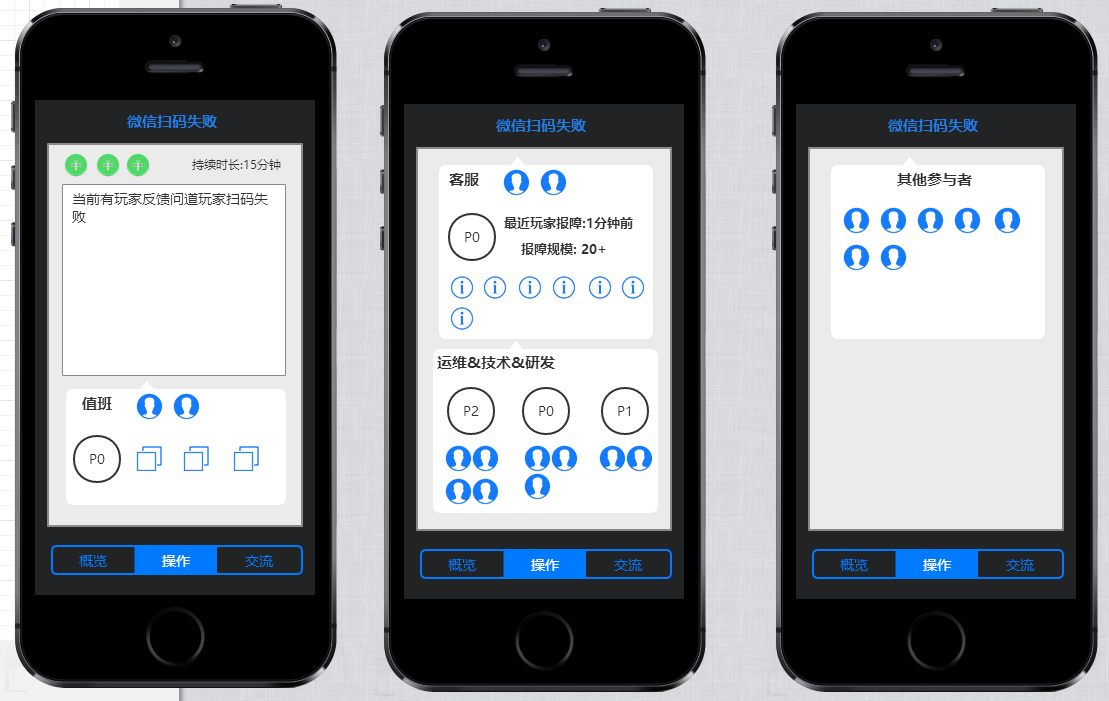 微信扫码失败
持续时长:15分钟
当前有玩家反馈问道玩家扫码失
败
值班
P0
概览
操作
交流
微信扫码失败
客服
P0
最近玩家报障:1分钟前
报障规模: 20+
运维&技术&研发
P2
P0
P1
概览
操作
交流
微信扫码失败
其他参与者
概览
操作
交流